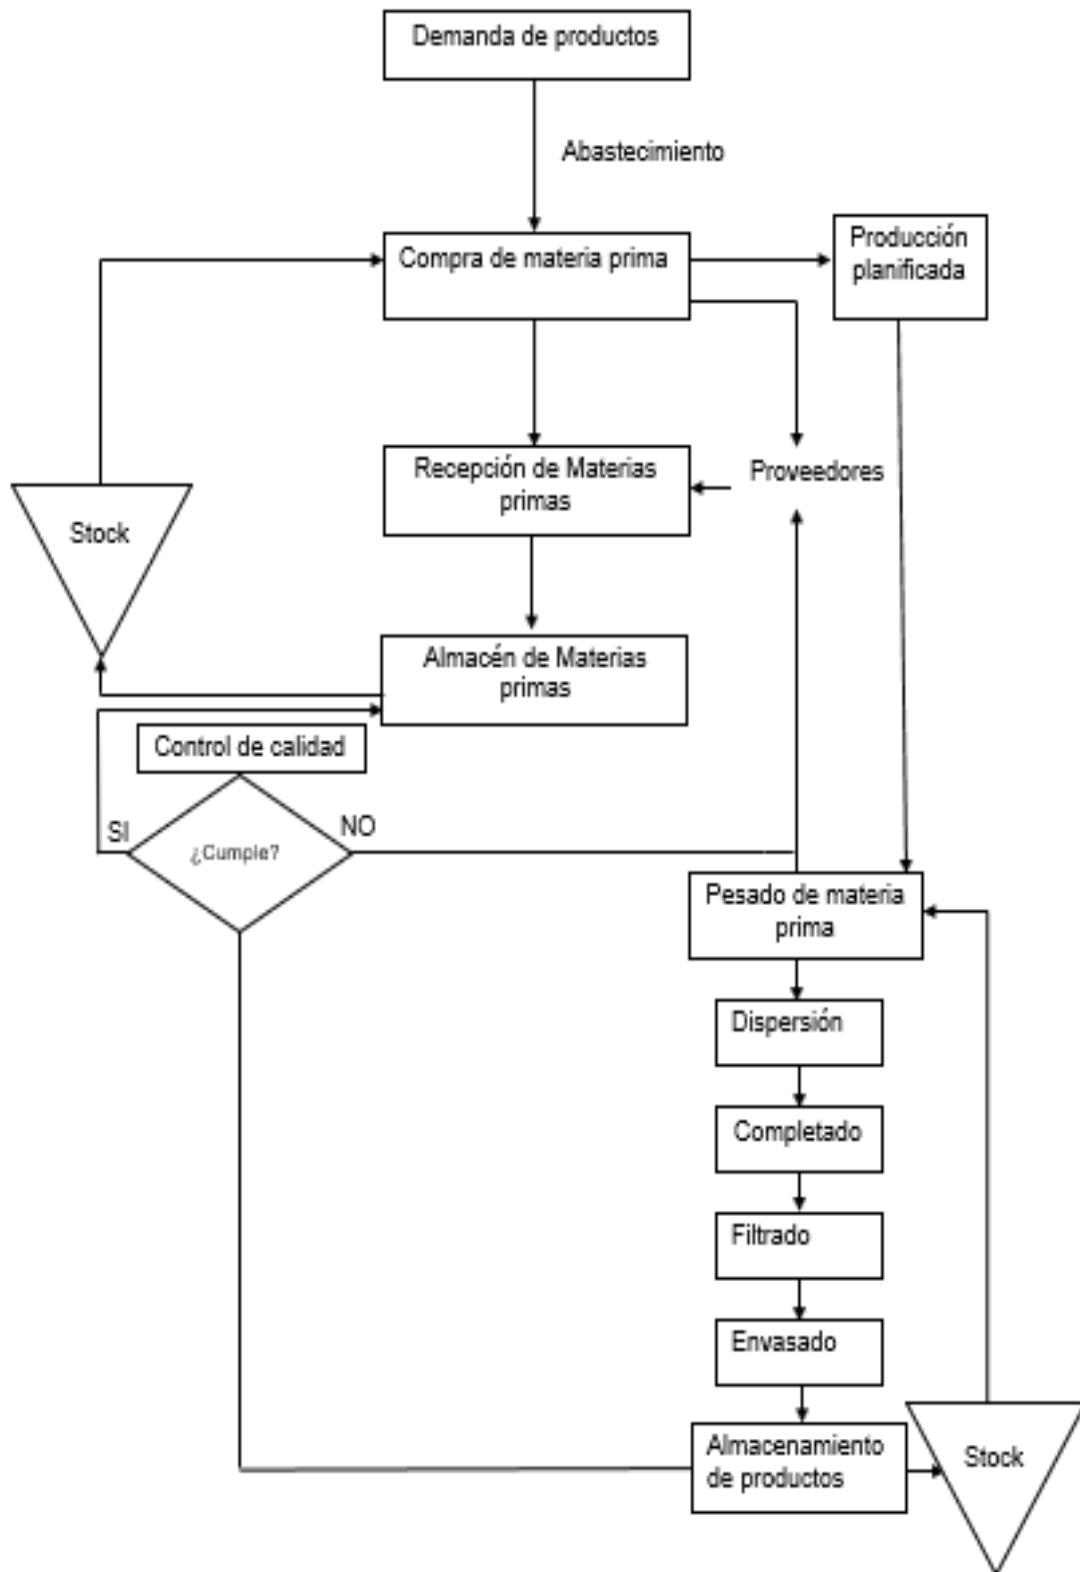 Demanda de productos
Abastecimiento
Compra de materia prima
Producción
planificada
Recepción de Materias
primas
Proveedores
Stock
Almacén de Materias
primas
Control de calidad
SI
¿Cumple?
NO
Pesado de materia
prima
Dispersión
Completado
Filtrado
Envasado
Almacenamiento
de productos
Stock